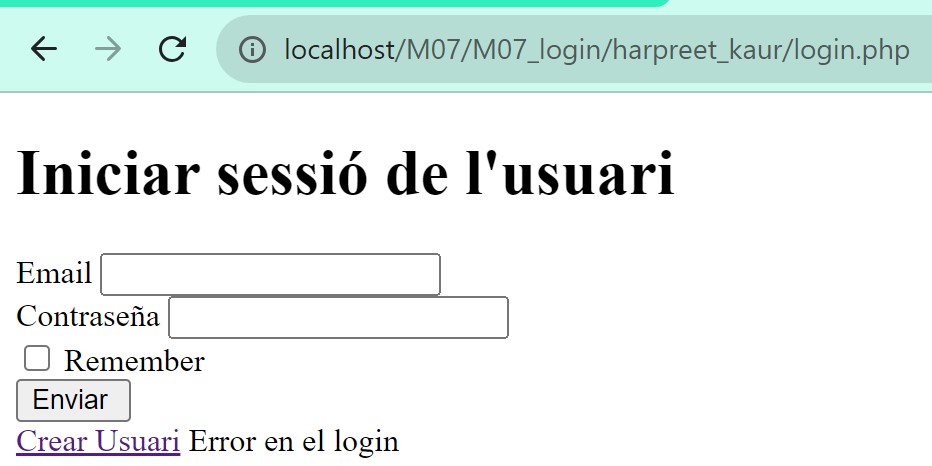 localhost/M07/M07_login/harpreet_kaur/login.php
Iniciar sessió de l'usuari
Email
Contraseña
Remember
Enviar
Crear Usuari Error en el login